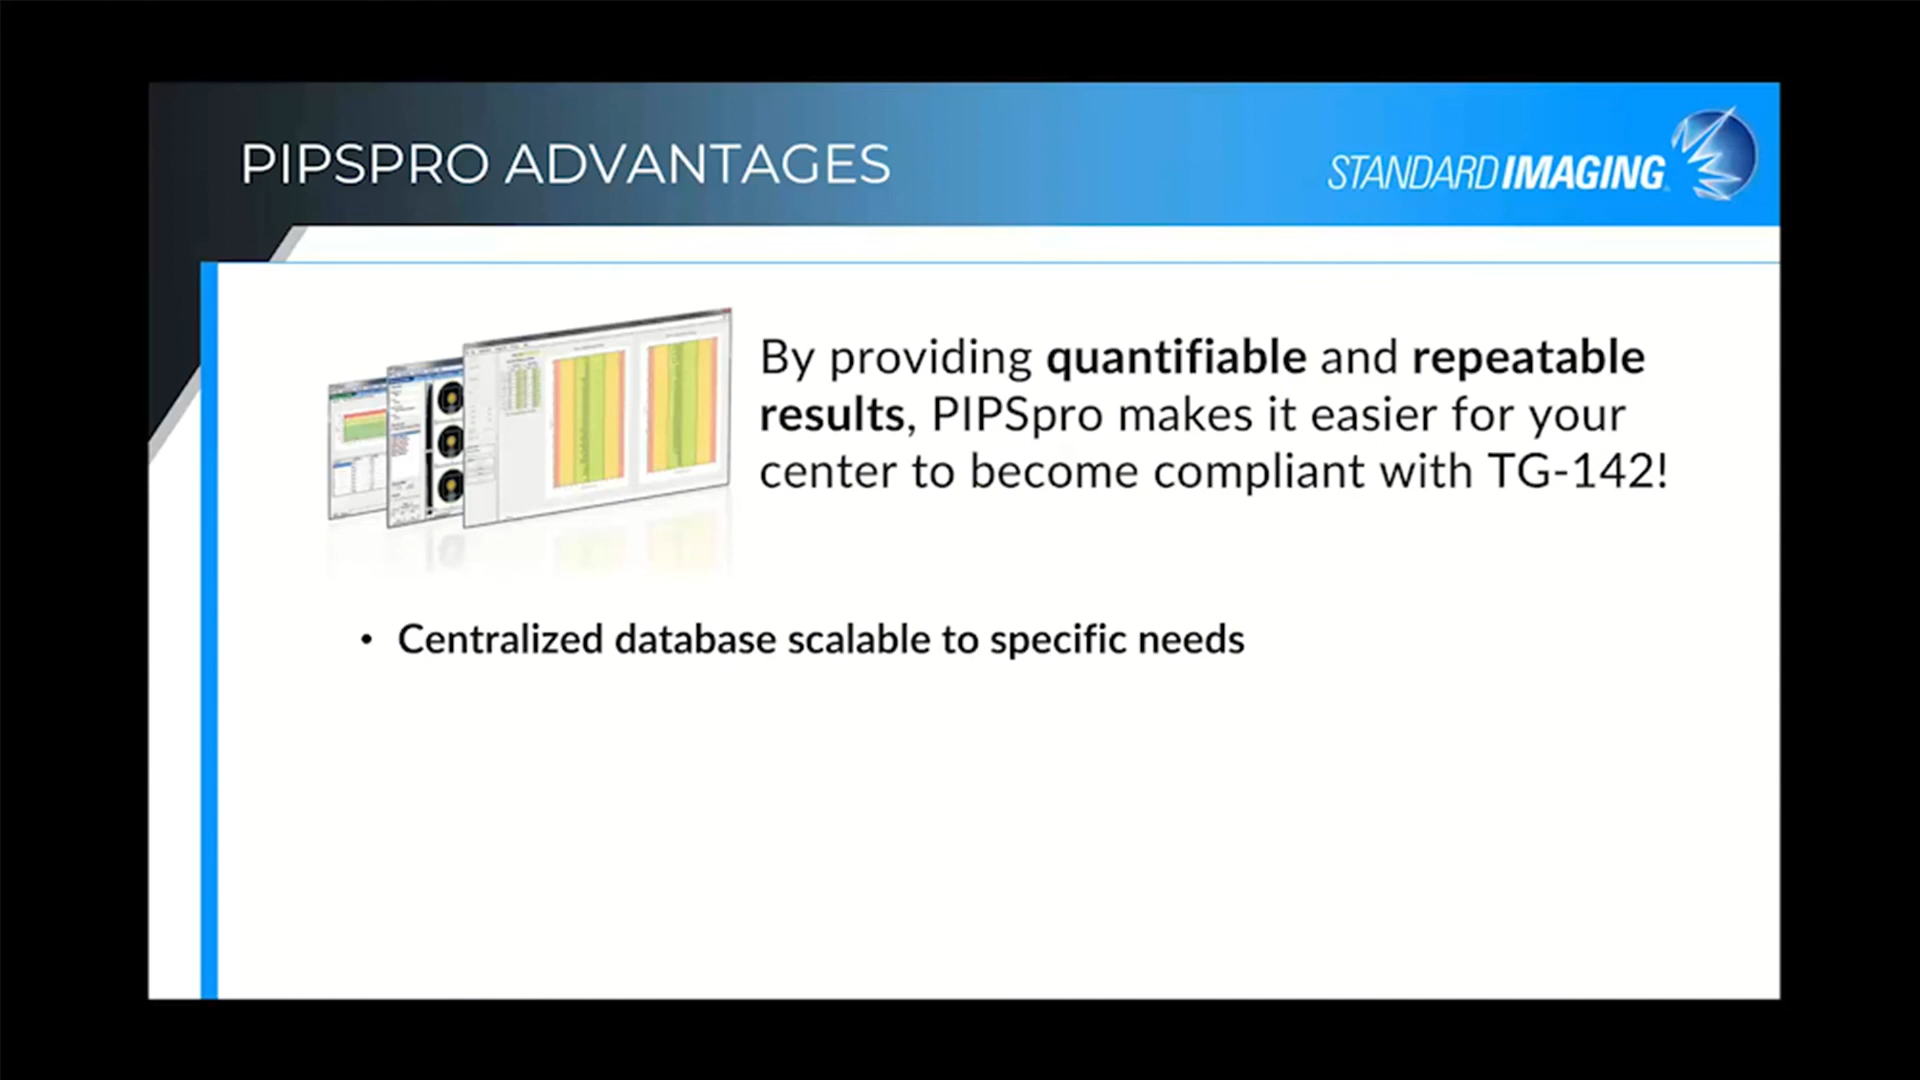 PIPSPRO ADVANTAGES
STANDARD IMAGING
By providing quantifiable and repeatable
results, PIPSpro makes it easier for your
center to become compliant with TG-142!
• Centralized database scalable to specific needs